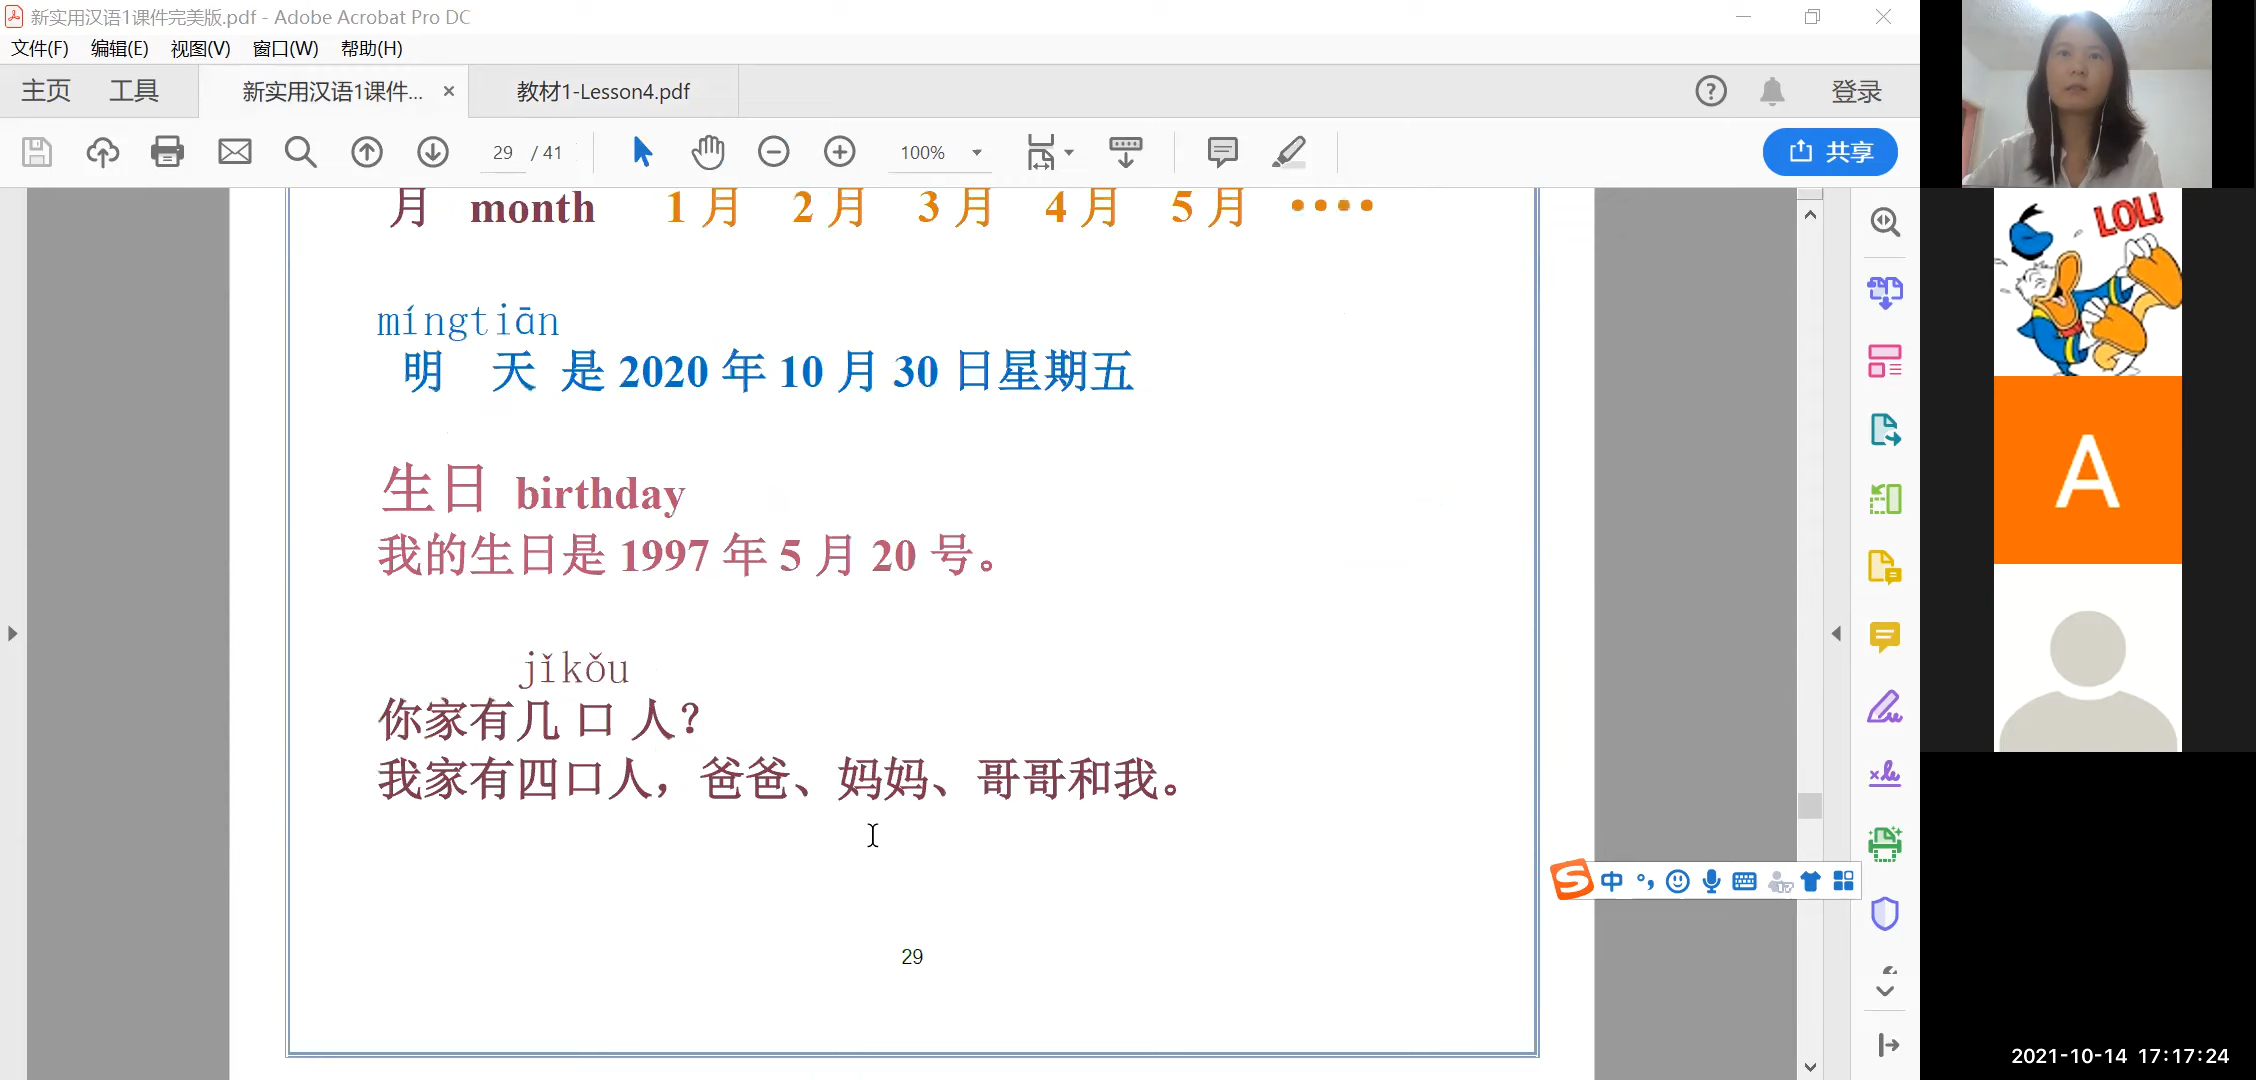 新实用汉语1课件完美版.pdf - Adobe Acrobat Pro DC
文件(F) 编辑(E) 视图(V) 窗口(W) 帮助(H)
主页 工具 新实用汉语1课件... × 教材1-Lesson4.pdf 登录
29 / 41 100% 共享
月 month 1月 2月 3月 4月 5月 ····
LOL!
míngtiān
明 天 是 2020 年 10 月 30 日星期五
A
生日 birthday
我的生日是 1997 年 5 月 20 号。
jǐkǒu
你家有几 口 人?
我家有四口人，爸爸、妈妈、哥哥和我。
中
29
2021-10-14 17:17:24